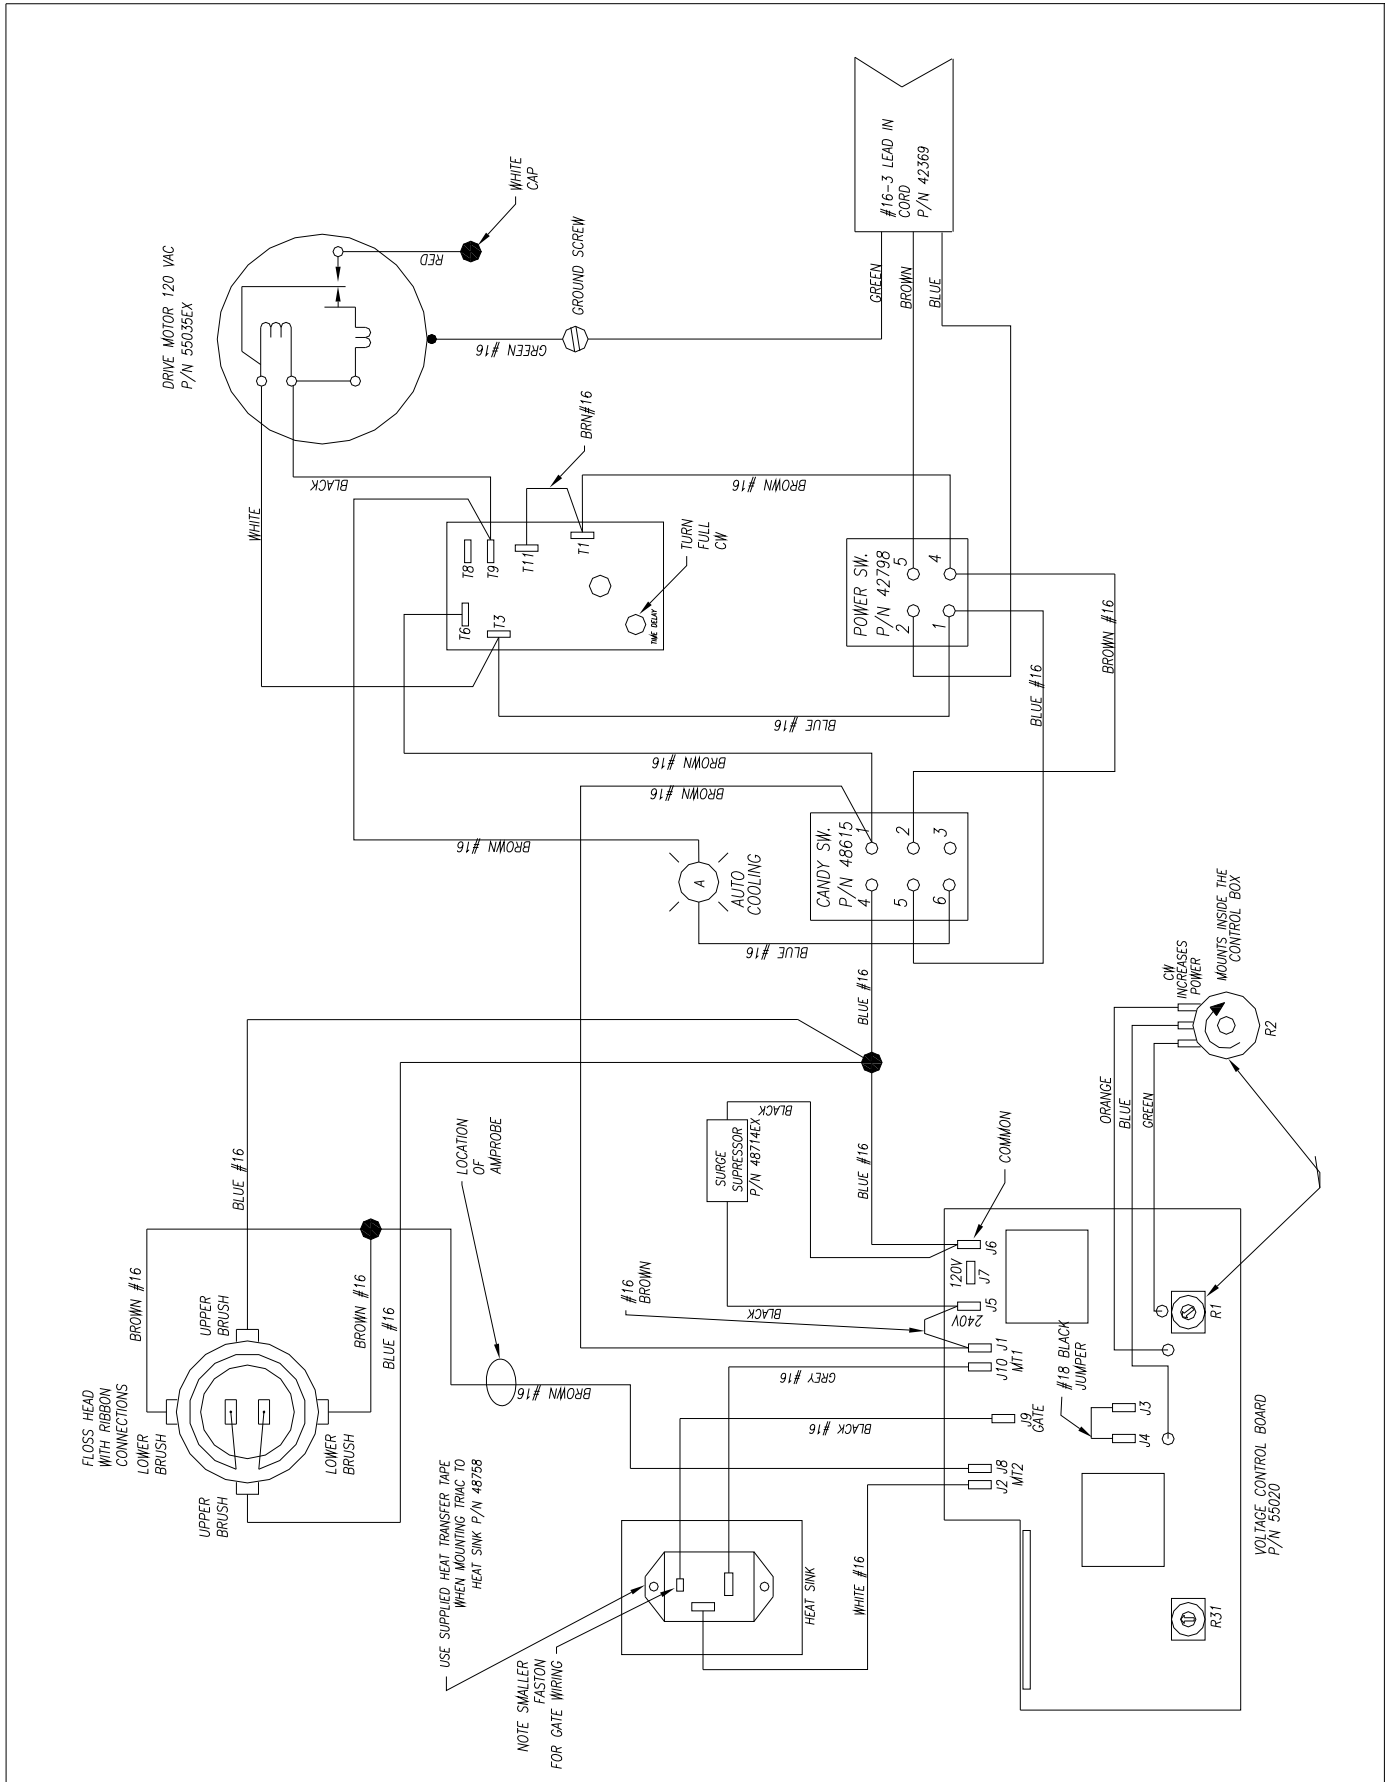 DRIVE MOTOR 120 VAC
P/N 55035EX
WHITE
CAP
RED
GROUND SCREW
GREEN #16
#16-3 LEAD IN
CORD
P/N 42369
GREEN
BROWN
BLUE
WHITE
BLACK
BRN#16
BROWN #16
T8
T9
T11
T1
T6
T3
TIME DELAY
TURN
FULL
CW
POWER SW.
P/N 42798
2
5
1
4
BLUE #16
BROWN #16
BLUE #16
BROWN #16
BROWN #16
BROWN #16
A
AUTO
COOLING
BLUE #16
CANDY SW.
P/N 48615
4
1
5
2
6
3
BLUE #16
BLUE #16
FLOSS HEAD
WITH RIBBON
CONNECTIONS
LOWER
BRUSH
UPPER
BRUSH
UPPER
BRUSH
LOWER
BRUSH
BROWN #16
BLUE #16
BROWN #16
BLUE #16
LOCATION
OF
AMPROBE
BROWN #16
SURGE
SUPRESSOR
P/N 48714EX
BLACK
BLACK
#16
BROWN
COMMON
GREY #16
BLACK #16
WHITE #16
USE SUPPLIED HEAT TRANSFER TAPE
WHEN MOUNTING TRIAC TO
HEAT SINK P/N 48758
NOTE SMALLER
FASTON
FOR GATE WIRING
HEAT SINK
J6
120V
J7
J5
240V
J1
MT1
J10
J9
GATE
J8
MT2
J2
#18 BLACK
JUMPER
J3
J4
R1
R31
VOLTAGE CONTROL BOARD
P/N 55020
ORANGE
BLUE
GREEN
CW
INCREASES
POWER
MOUNTS INSIDE THE
CONTROL BOX
R2